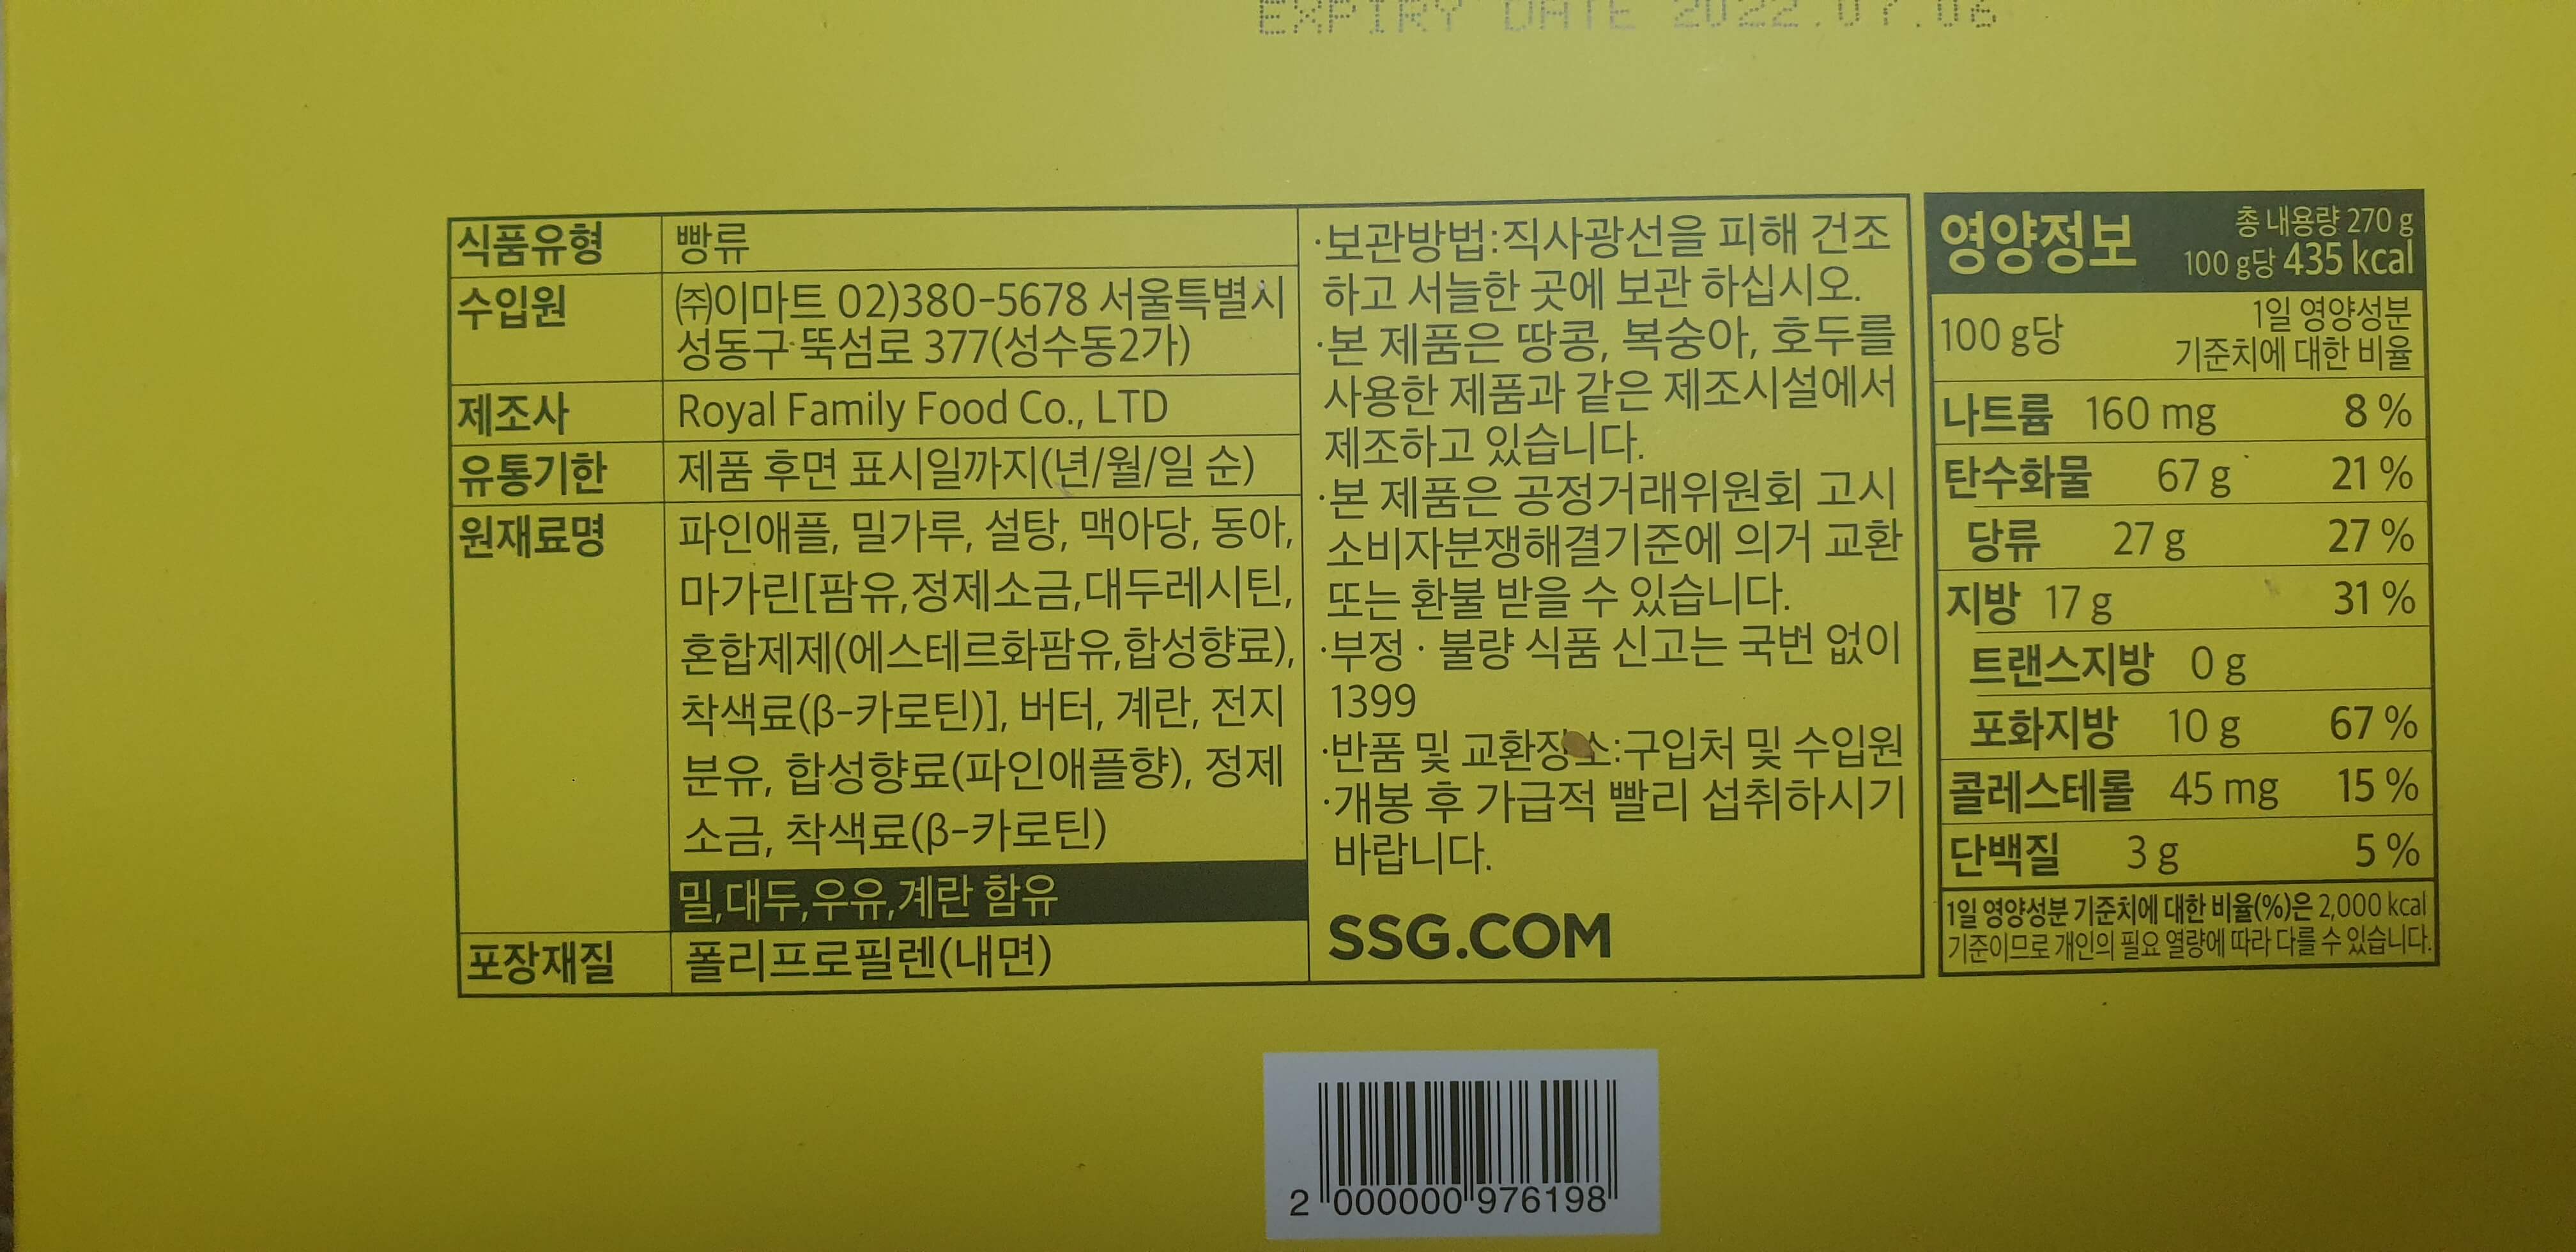 EXPIRY DATE 2022.07.06
식품유형 빵류
수입원 ㈜이마트 02)380-5678 서울특별시
성동구 뚝섬로 377(성수동2가)
제조사 Royal Family Food Co., LTD
유통기한 제품 후면 표시일까지(년/월/일 순)
원재료명 파인애플, 밀가루, 설탕, 맥아당, 동아,
마가린[팜유,정제소금,대두레시틴,
혼합제제(에스테르화팜유,합성향료),
착색료(β-카로틴)], 버터, 계란, 전지
분유, 합성향료(파인애플향), 정제
소금, 착색료(β-카로틴)
밀,대두,우유,계란 함유
포장재질 폴리프로필렌(내면)
·보관방법:직사광선을 피해 건조
하고 서늘한 곳에 보관 하십시오.
·본 제품은 땅콩, 복숭아, 호두를
사용한 제품과 같은 제조시설에서
제조하고 있습니다.
·본 제품은 공정거래위원회 고시
소비자분쟁해결기준에 의거 교환
또는 환불 받을 수 있습니다.
·부정 · 불량 식품 신고는 국번 없이
1399
·반품 및 교환장소:구입처 및 수입원
·개봉 후 가급적 빨리 섭취하시기
바랍니다.
SSG.COM
영양정보 총 내용량 270 g
100 g당 435 kcal
100 g당 1일 영양성분
기준치에 대한 비율
나트륨 160 mg 8 %
탄수화물 67 g 21 %
당류 27 g 27 %
지방 17 g 31 %
트랜스지방 0 g
포화지방 10 g 67 %
콜레스테롤 45 mg 15 %
단백질 3 g 5 %
1일 영양성분 기준치에 대한 비율(%)은 2,000 kcal
기준이므로 개인의 필요 열량에 따라 다를 수 있습니다.
2 000000 976198